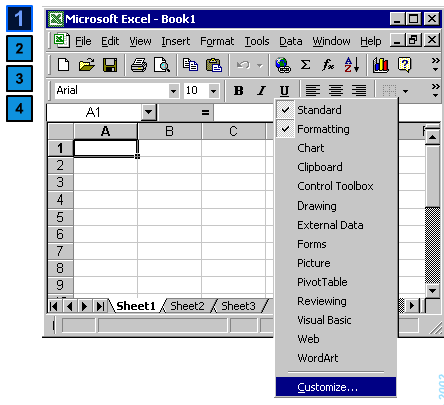 1
2
3
4
Microsoft Excel - Book1
File Edit View Insert Format Tools Data Window Help
Arial 10 B I U
A1 =
A B C
1
2
3
4
5
6
7
8
9
Standard
Formatting
Chart
Clipboard
Control Toolbox
Drawing
External Data
Forms
Picture
PivotTable
Reviewing
Visual Basic
Web
WordArt
Customize...
Sheet1 Sheet2 Sheet3
2002